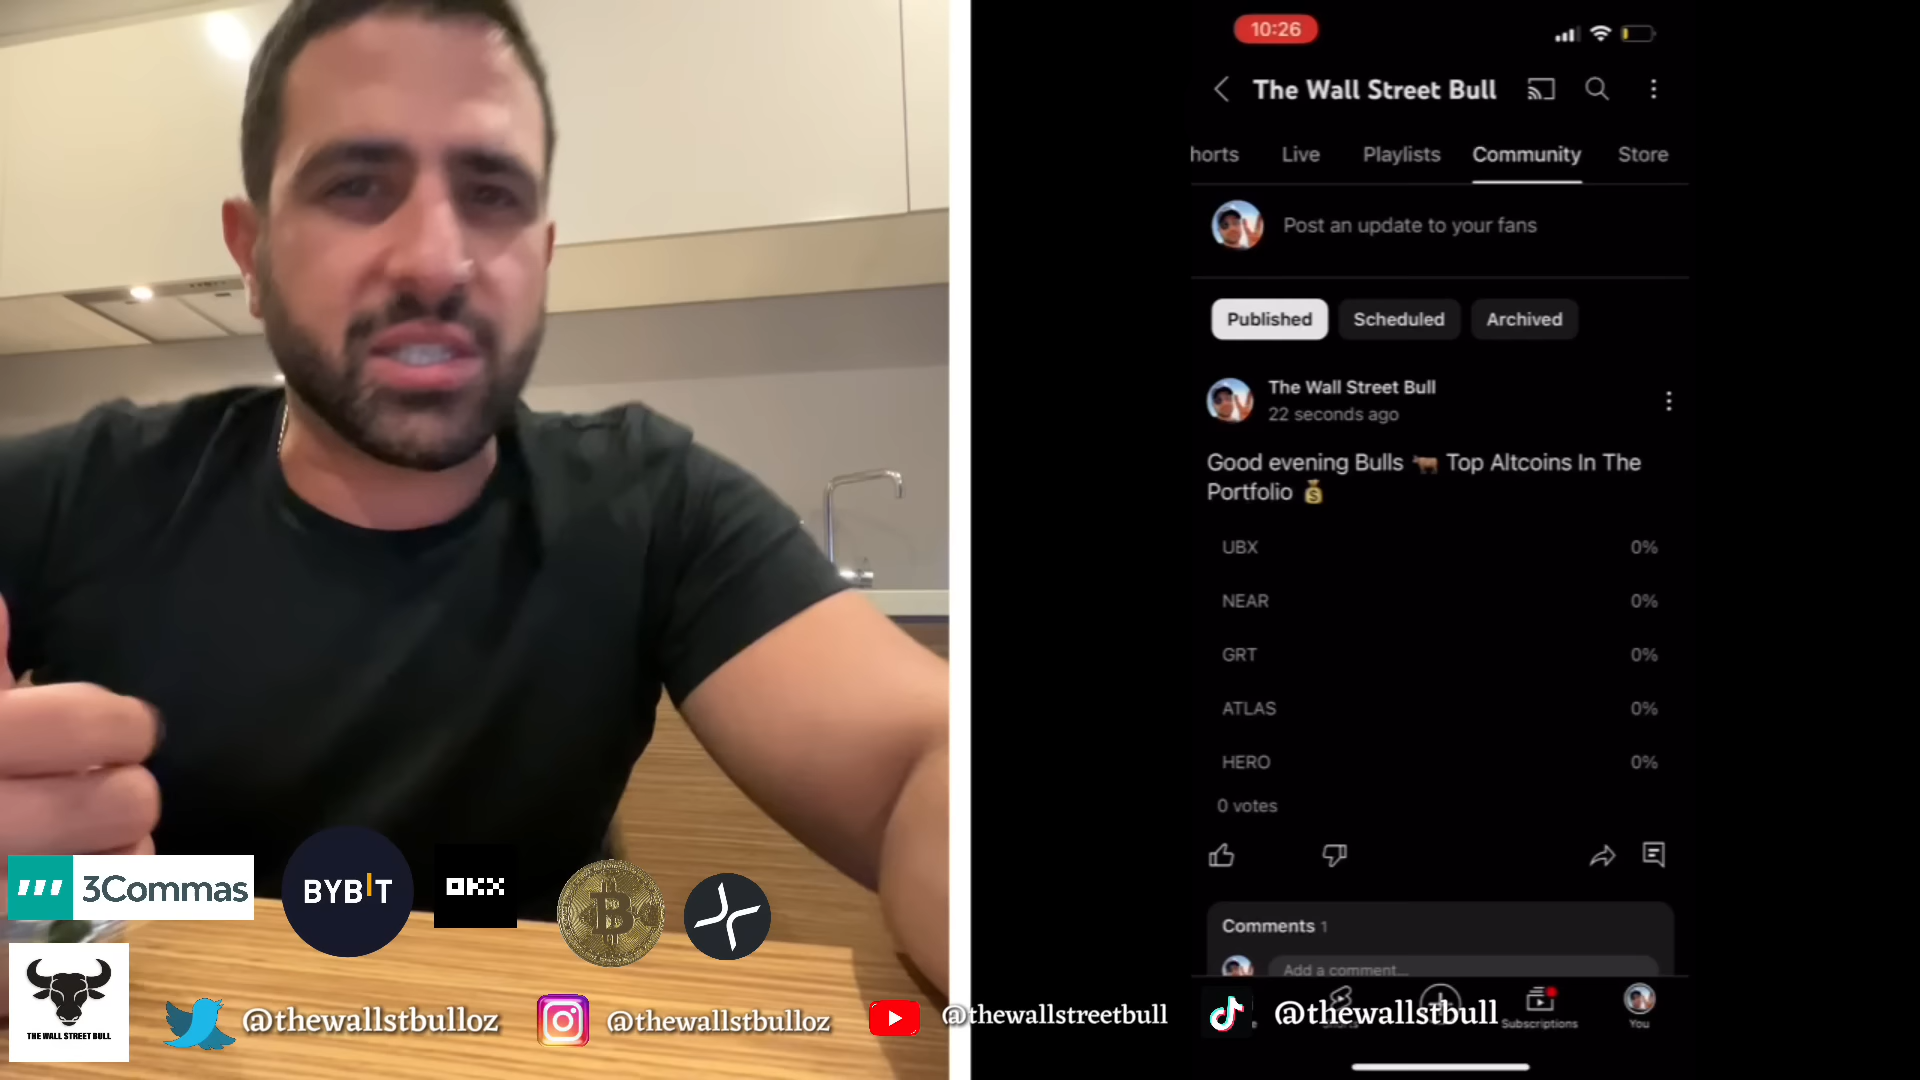 10:26
The Wall Street Bull
horts Live Playlists Community Store
Post an update to your fans
Published Scheduled Archived
The Wall Street Bull
22 seconds ago
Good evening Bulls 🐂 Top Altcoins In The
Portfolio 💰
UBX 0%
NEAR 0%
GRT 0%
ATLAS 0%
HERO 0%
0 votes
Comments 1
Add a comment...
Subscriptions
You
3Commas
BYBIT
OKX
THE WALL STREET BULL
@thewallstbulloz
@thewallstbulloz
@thewallstreetbull
@thewallstbull